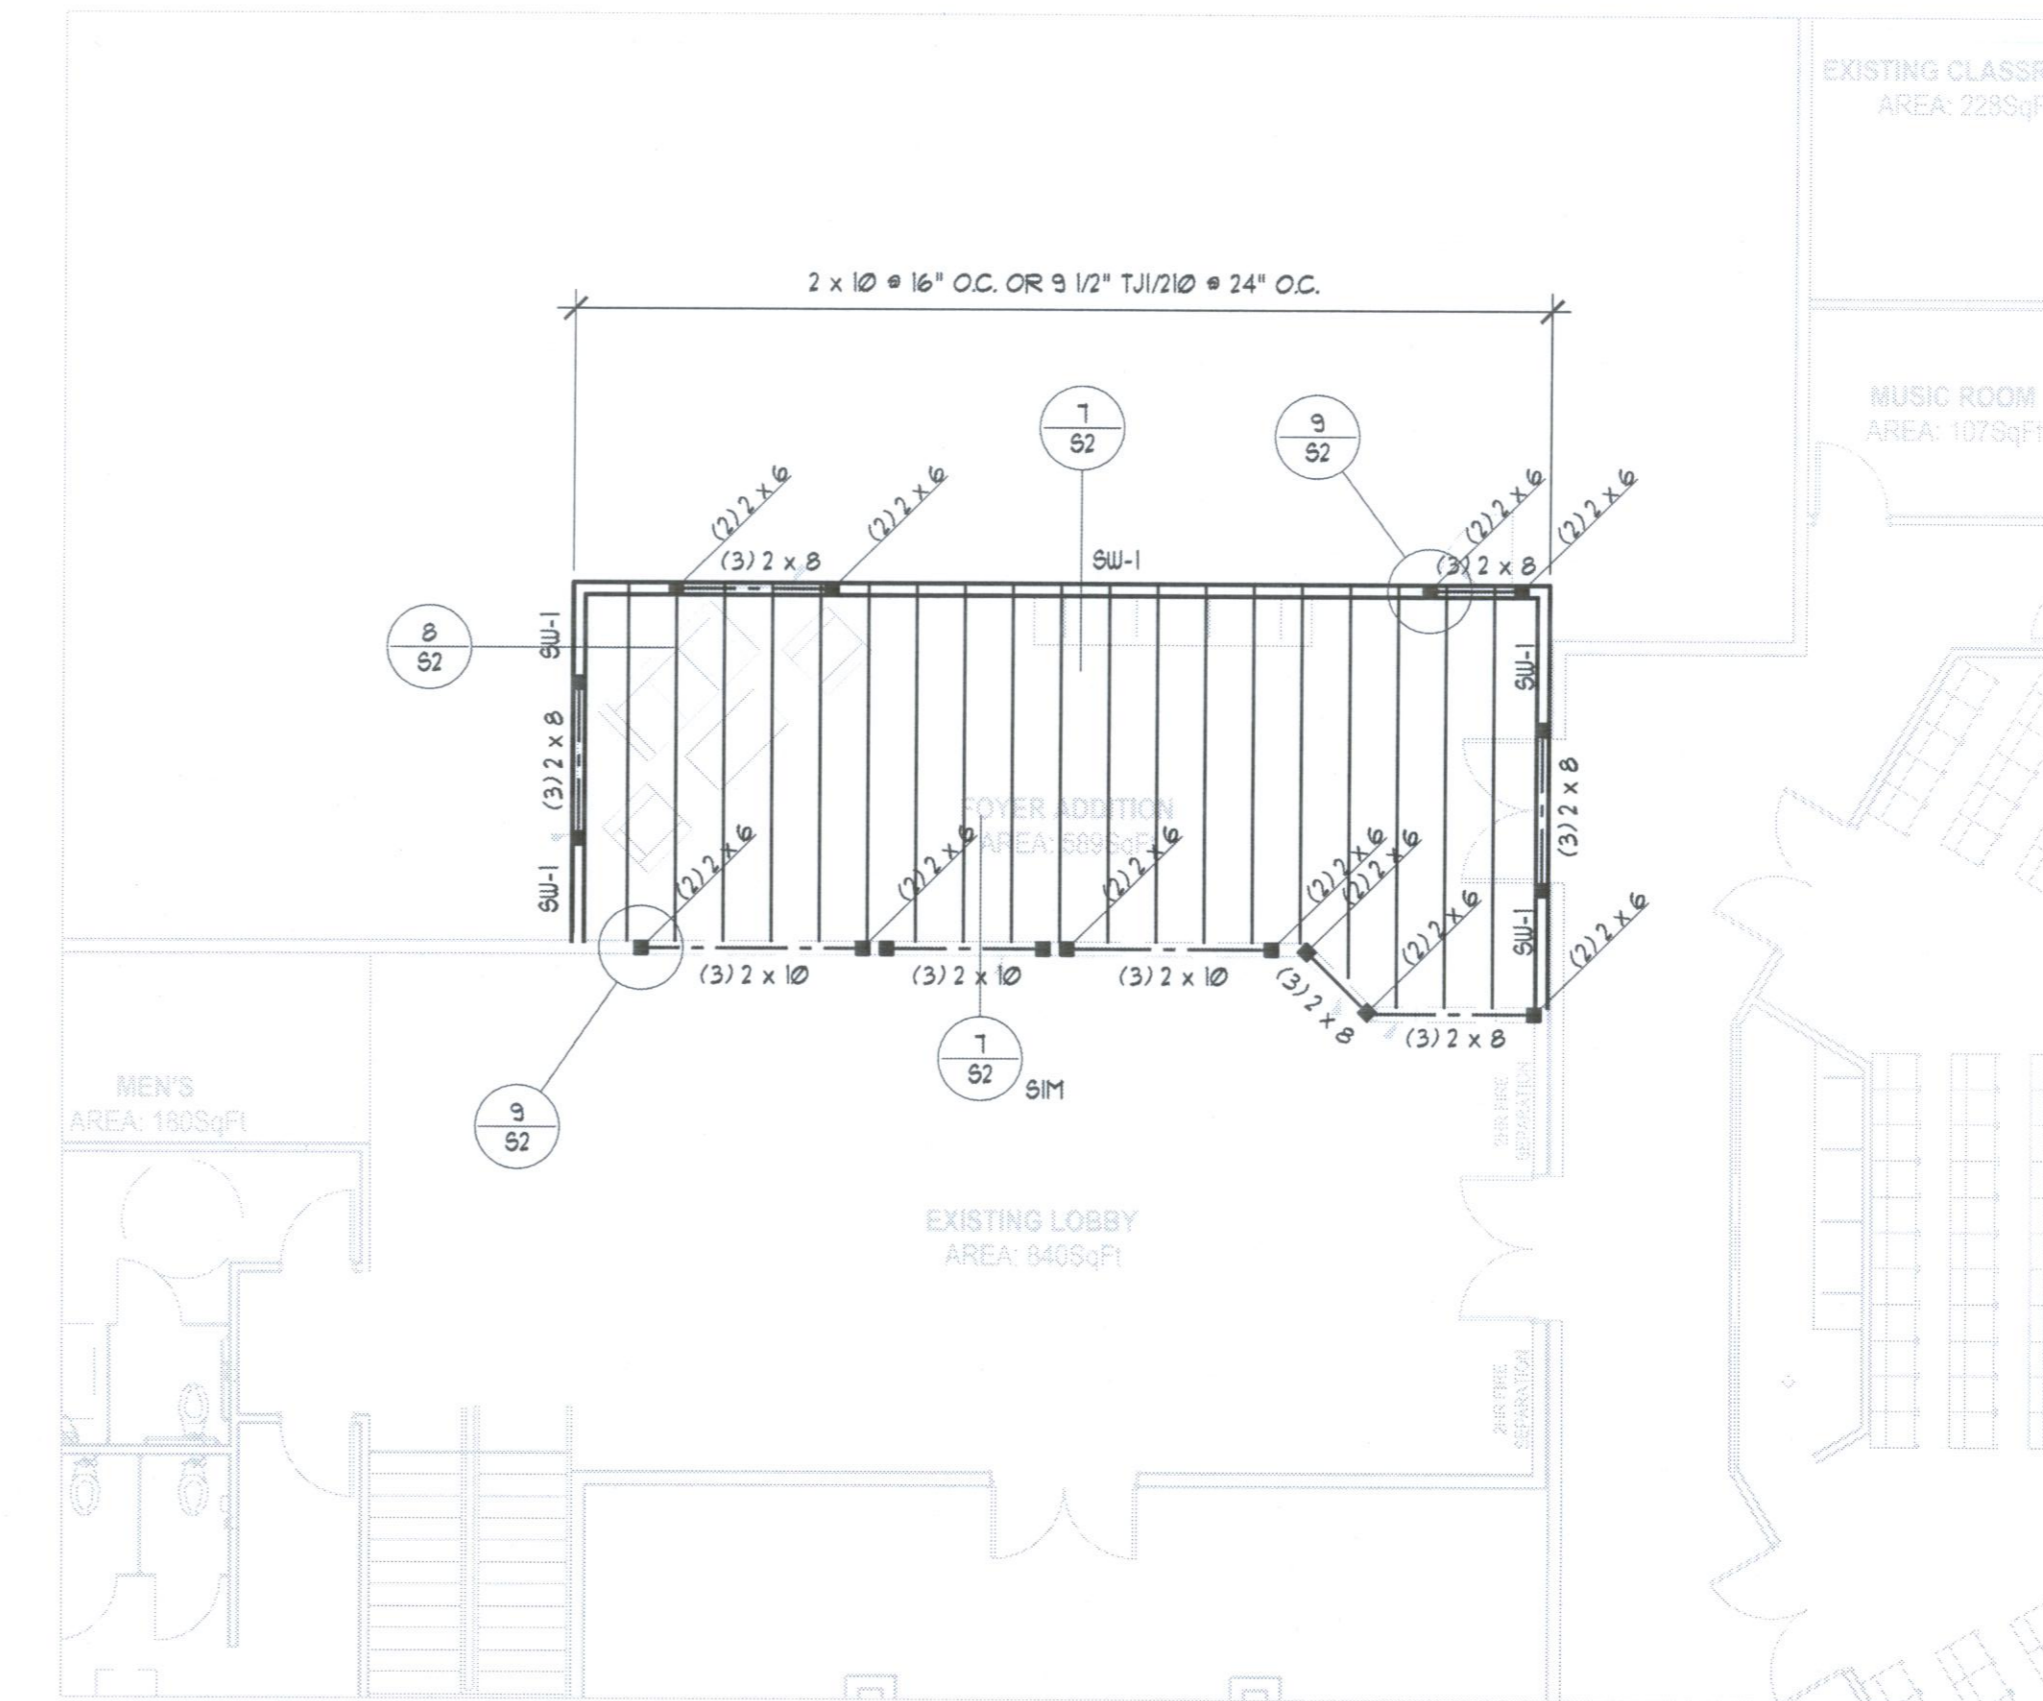 EXISTING CLASSR
AREA: 228SqF
2 x 10 @ 16" O.C. OR 9 1/2" TJI/210 @ 24" O.C.
MUSIC ROOM
AREA: 107SqFt
7
S2
9
S2
(2) 2 x 6
(2) 2 x 6
(2) 2 x 6
(2) 2 x 6
(3) 2 x 8
SW-1
(3) 2 x 8
8
S2
SW-1
SW-1
(3) 2 x 8
(3) 2 x 8
FOYER ADDITION
AREA: 589SqFt
(2) 2 x 6
(2) 2 x 6
(2) 2 x 6
(2) 2 x 6
(2) 2 x 6
(2) 2 x 6
(2) 2 x 6
SW-1
SW-1
(3) 2 x 10
(3) 2 x 10
(3) 2 x 10
(3) 2 x 8
(3) 2 x 8
7
S2
SIM
9
S2
MEN'S
AREA: 180SqFt
2HR FIRE
SEPARATION
EXISTING LOBBY
AREA: 840SqFt
2HR FIRE
SEPARATION